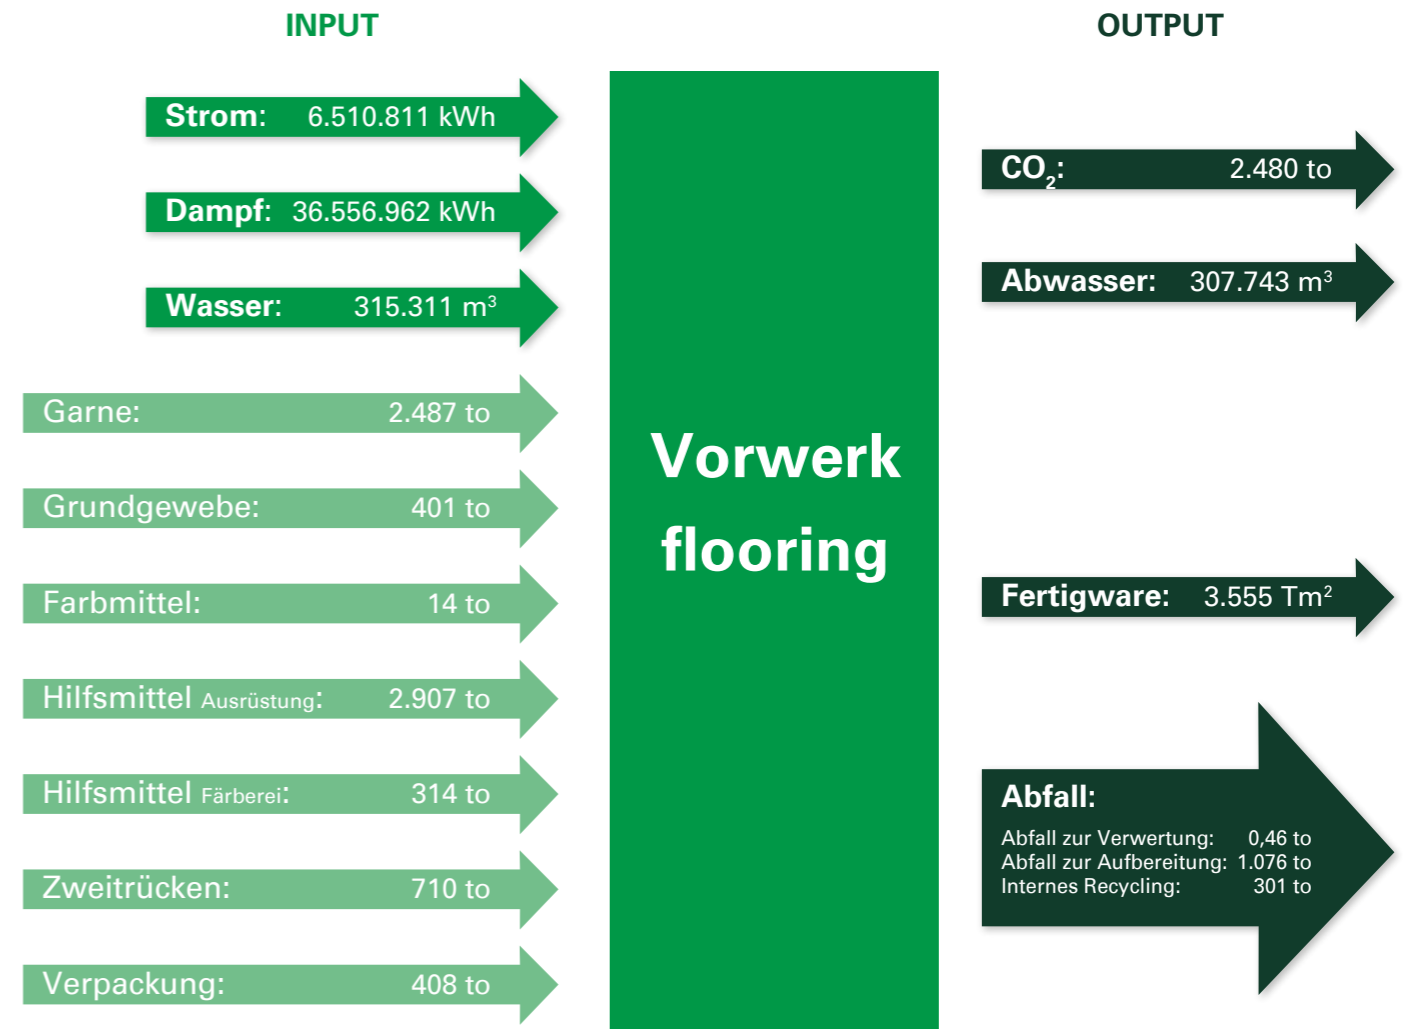 INPUT
Strom: 6.510.811 kWh
Dampf: 36.556.962 kWh
Wasser: 315.311 m³
Garne: 2.487 to
Grundgewebe: 401 to
Farbmittel: 14 to
Hilfsmittel Ausrüstung: 2.907 to
Hilfsmittel Färberei: 314 to
Zweitrücken: 710 to
Verpackung: 408 to
Vorwerk
flooring
OUTPUT
CO₂: 2.480 to
Abwasser: 307.743 m³
Fertigware: 3.555 Tm²
Abfall:
Abfall zur Verwertung: 0,46 to
Abfall zur Aufbereitung: 1.076 to
Internes Recycling: 301 to